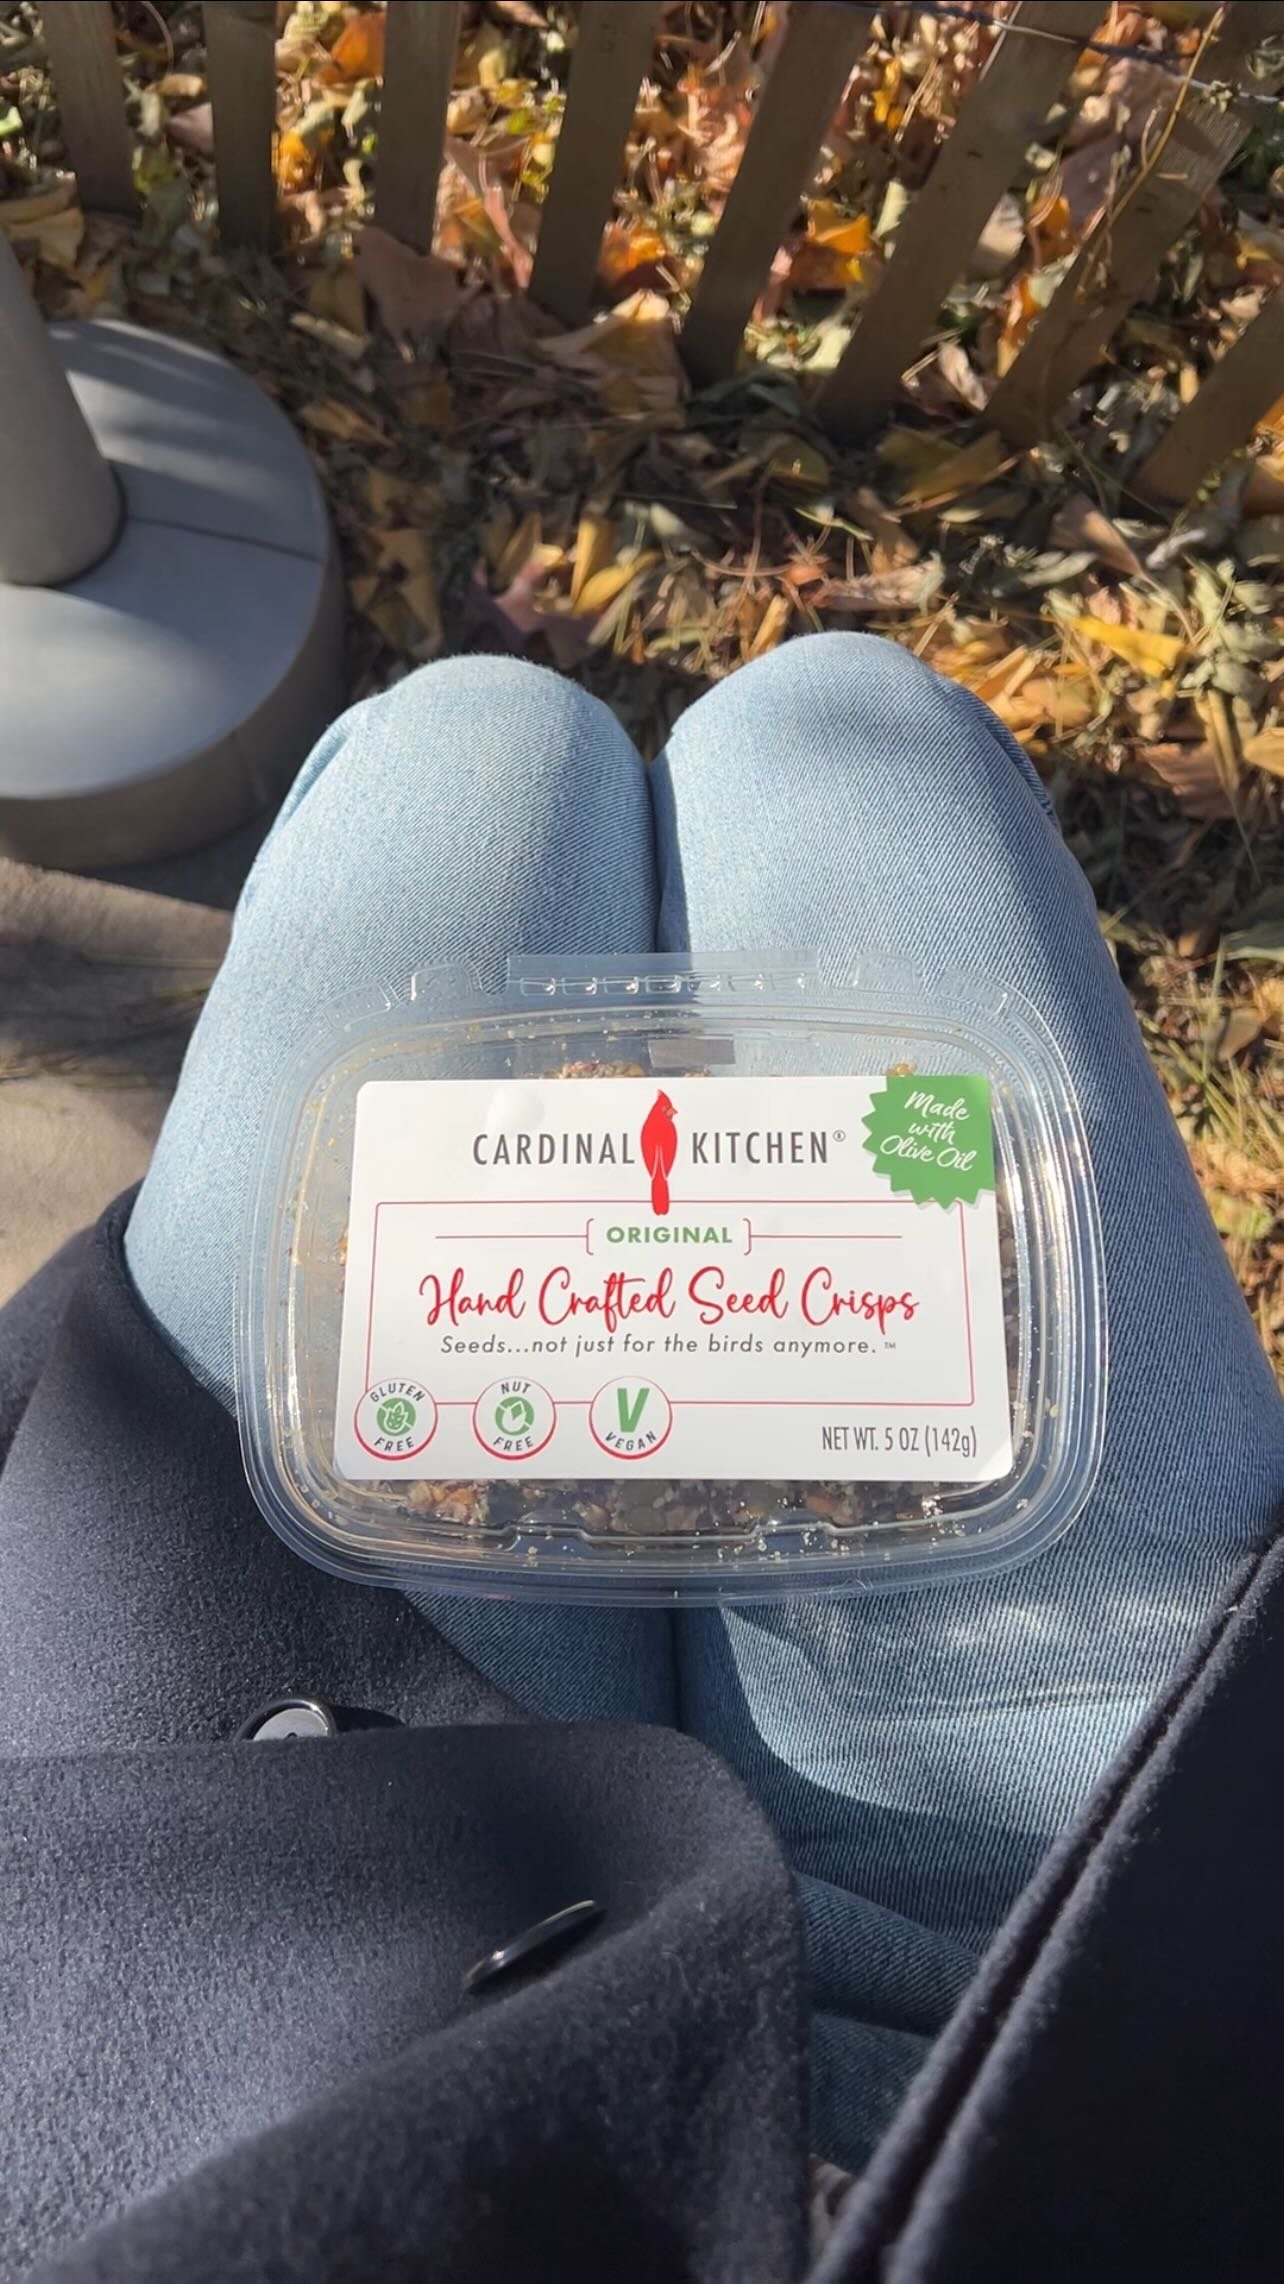 CARDINAL KITCHEN®
Made
with
Olive Oil
ORIGINAL
Hand Crafted Seed Crisps
Seeds...not just for the birds anymore.™
GLUTEN
FREE
NUT
FREE
V
VEGAN
NET WT. 5 OZ (142g)